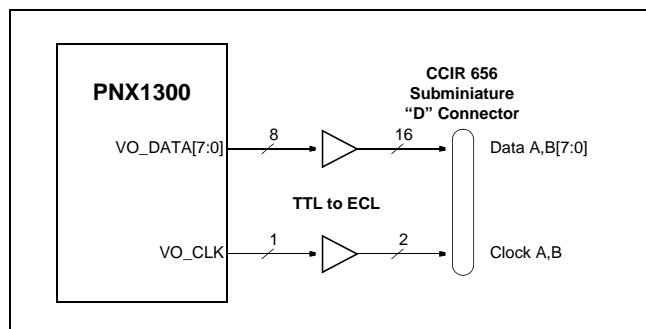 CCIR 656
Subminiature
“D” Connector
PNX1300
VO_DATA[7:0]
8
16
Data A,B[7:0]
TTL to ECL
VO_CLK
1
2
Clock A,B